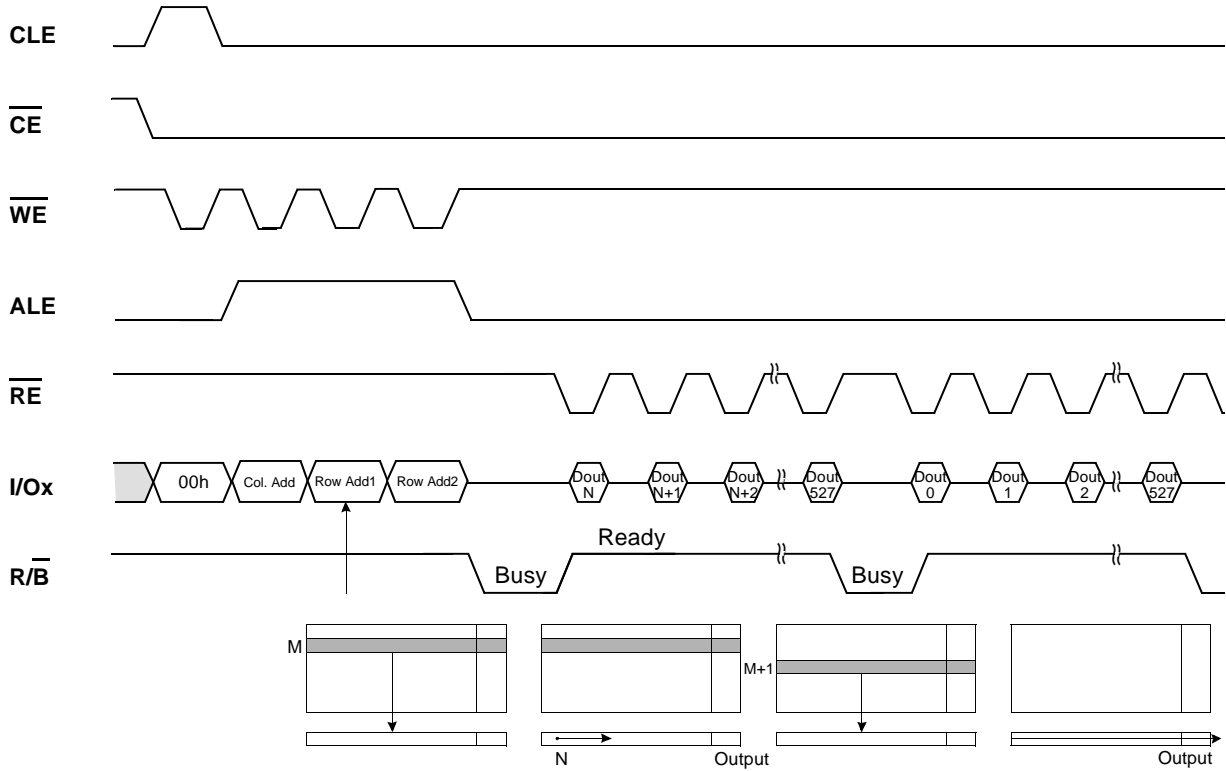 CLE
CE
WE
ALE
RE
I/Ox
00h
Col. Add
Row Add1
Row Add2
Dout
N
Dout
N+1
Dout
N+2
Dout
527
Dout
0
Dout
1
Dout
2
Dout
527
R/B
Busy
Ready
Busy
M
M+1
N
Output
Output